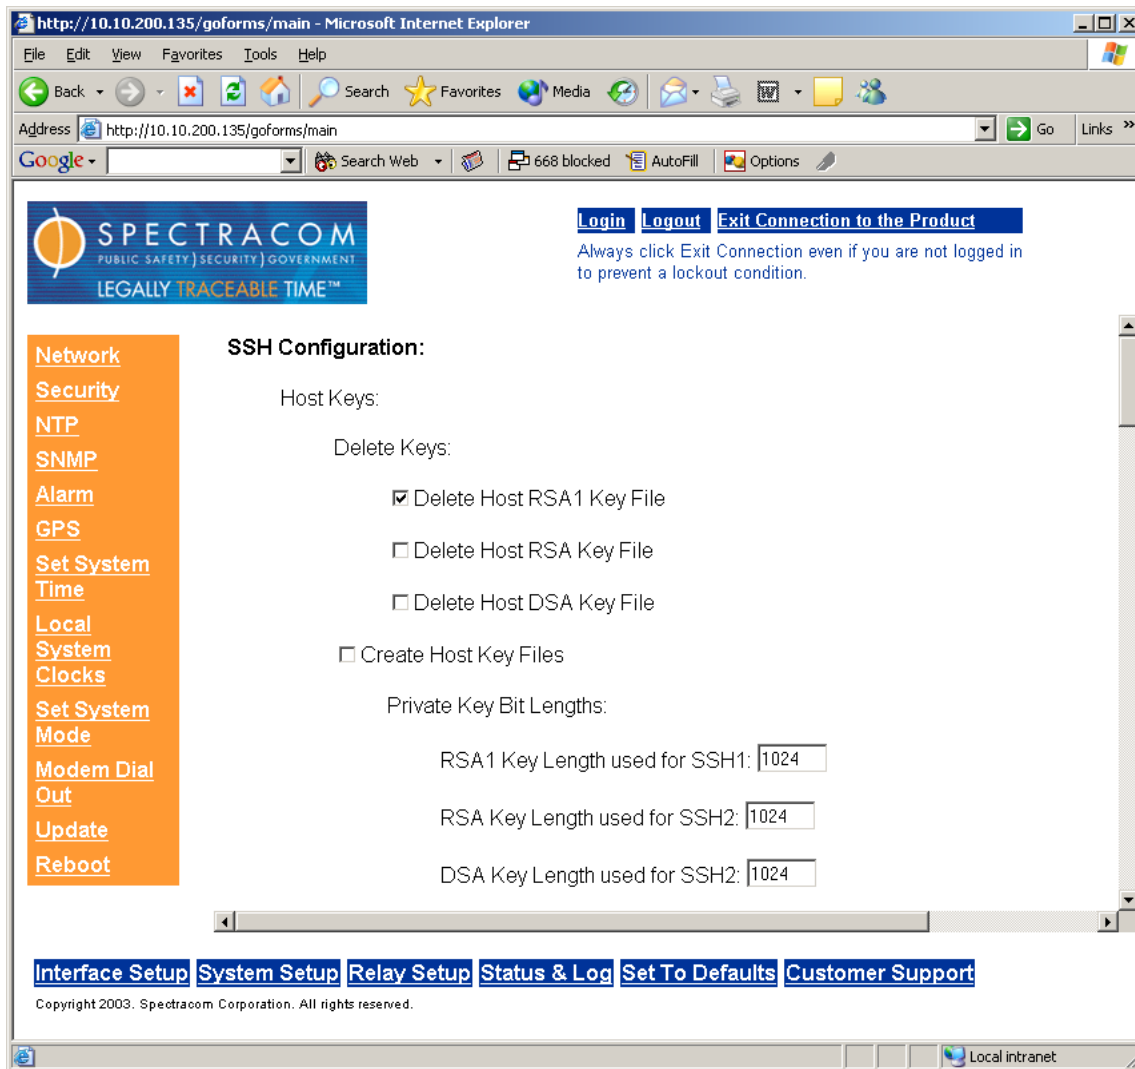 http://10.10.200.135/goforms/main - Microsoft Internet Explorer
File Edit View Favorites Tools Help
Back Search Favorites Media
Address http://10.10.200.135/goforms/main Go Links »
Google Search Web 668 blocked AutoFill Options
SPECTRACOM
PUBLIC SAFETY ) SECURITY ) GOVERNMENT
LEGALLY TRACEABLE TIME™
Login Logout Exit Connection to the Product
Always click Exit Connection even if you are not logged in
to prevent a lockout condition.
Network
Security
NTP
SNMP
Alarm
GPS
Set System
Time
Local
System
Clocks
Set System
Mode
Modem Dial
Out
Update
Reboot
SSH Configuration:
Host Keys:
Delete Keys:
Delete Host RSA1 Key File
Delete Host RSA Key File
Delete Host DSA Key File
Create Host Key Files
Private Key Bit Lengths:
RSA1 Key Length used for SSH1: 1024
RSA Key Length used for SSH2: 1024
DSA Key Length used for SSH2: 1024
Interface Setup System Setup Relay Setup Status & Log Set To Defaults Customer Support
Copyright 2003. Spectracom Corporation. All rights reserved.
Local intranet